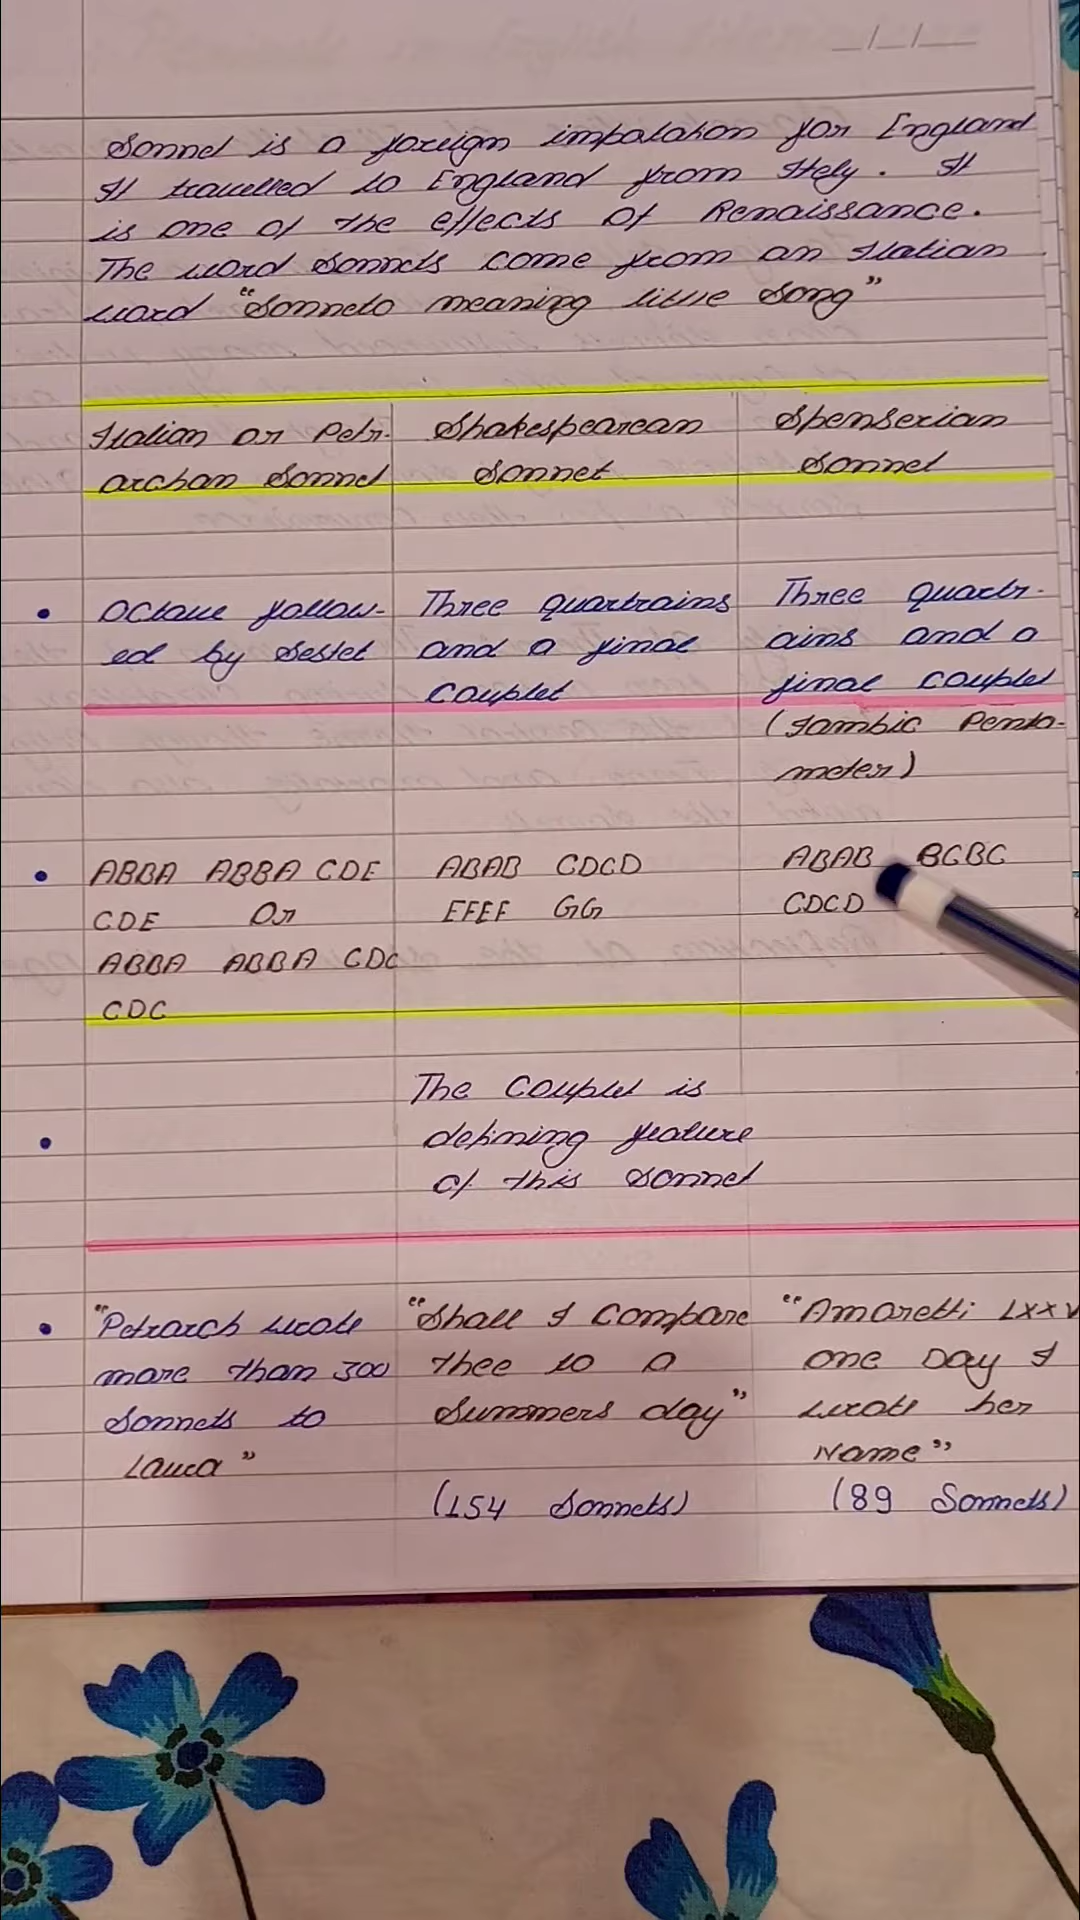 Sonnet is a foreign impotation for England
It travelled to England from Itely. It
is one of the effects of Renaissance.
The word Sonnets come from an Italian
word "Sonneto meaning little Song"
Italian or Petr-
archan Sonnet
Octave follow-
ed by Sestet
ABBA ABBA CDE
CDE Or
ABBA ABBA CDC
CDC
"Petrarch wrote
more than 300
Sonnets to
Laura"
Shakespearean
Sonnet
Three quartrains
and a final
Couplet
ABAB CDCD
EFEF GG
The Couplet is
defining feature
of this Sonnet
"Shall I Compare
thee to a
Summers day"
(154 Sonnets)
Spenserian
Sonnet
Three quartr-
ains and a
final Couplet
(Iambic Penta-
meter)
ABAB BCBC
CDCD
"Amoretti LXXV
one Day I
wrote her
Name"
(89 Sonnets)